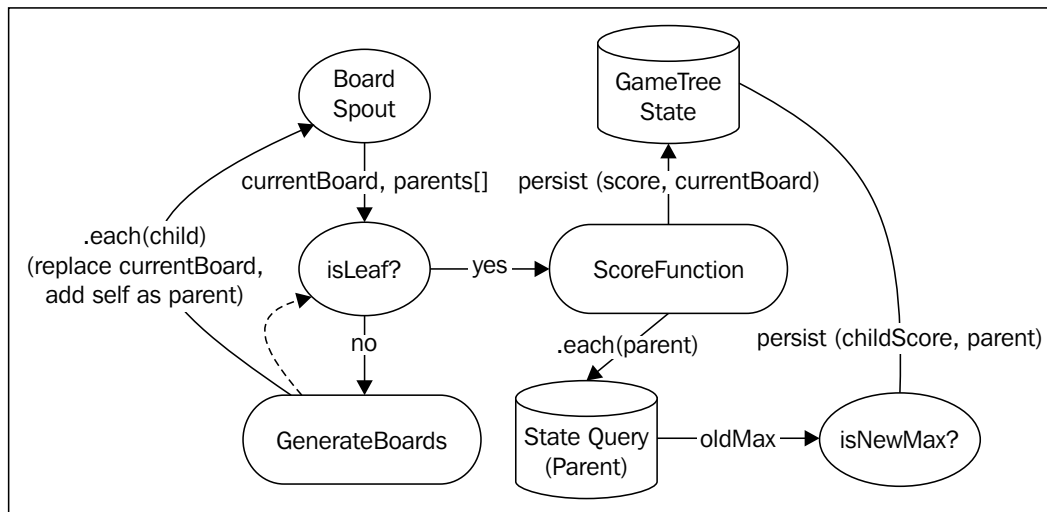 Board
Spout
GameTree
State
currentBoard, parents[]
persist (score, currentBoard)
.each(child)
(replace currentBoard,
add self as parent)
isLeaf?
yes
ScoreFunction
no
.each(parent)
persist (childScore, parent)
GenerateBoards
State Query
(Parent)
oldMax
isNewMax?